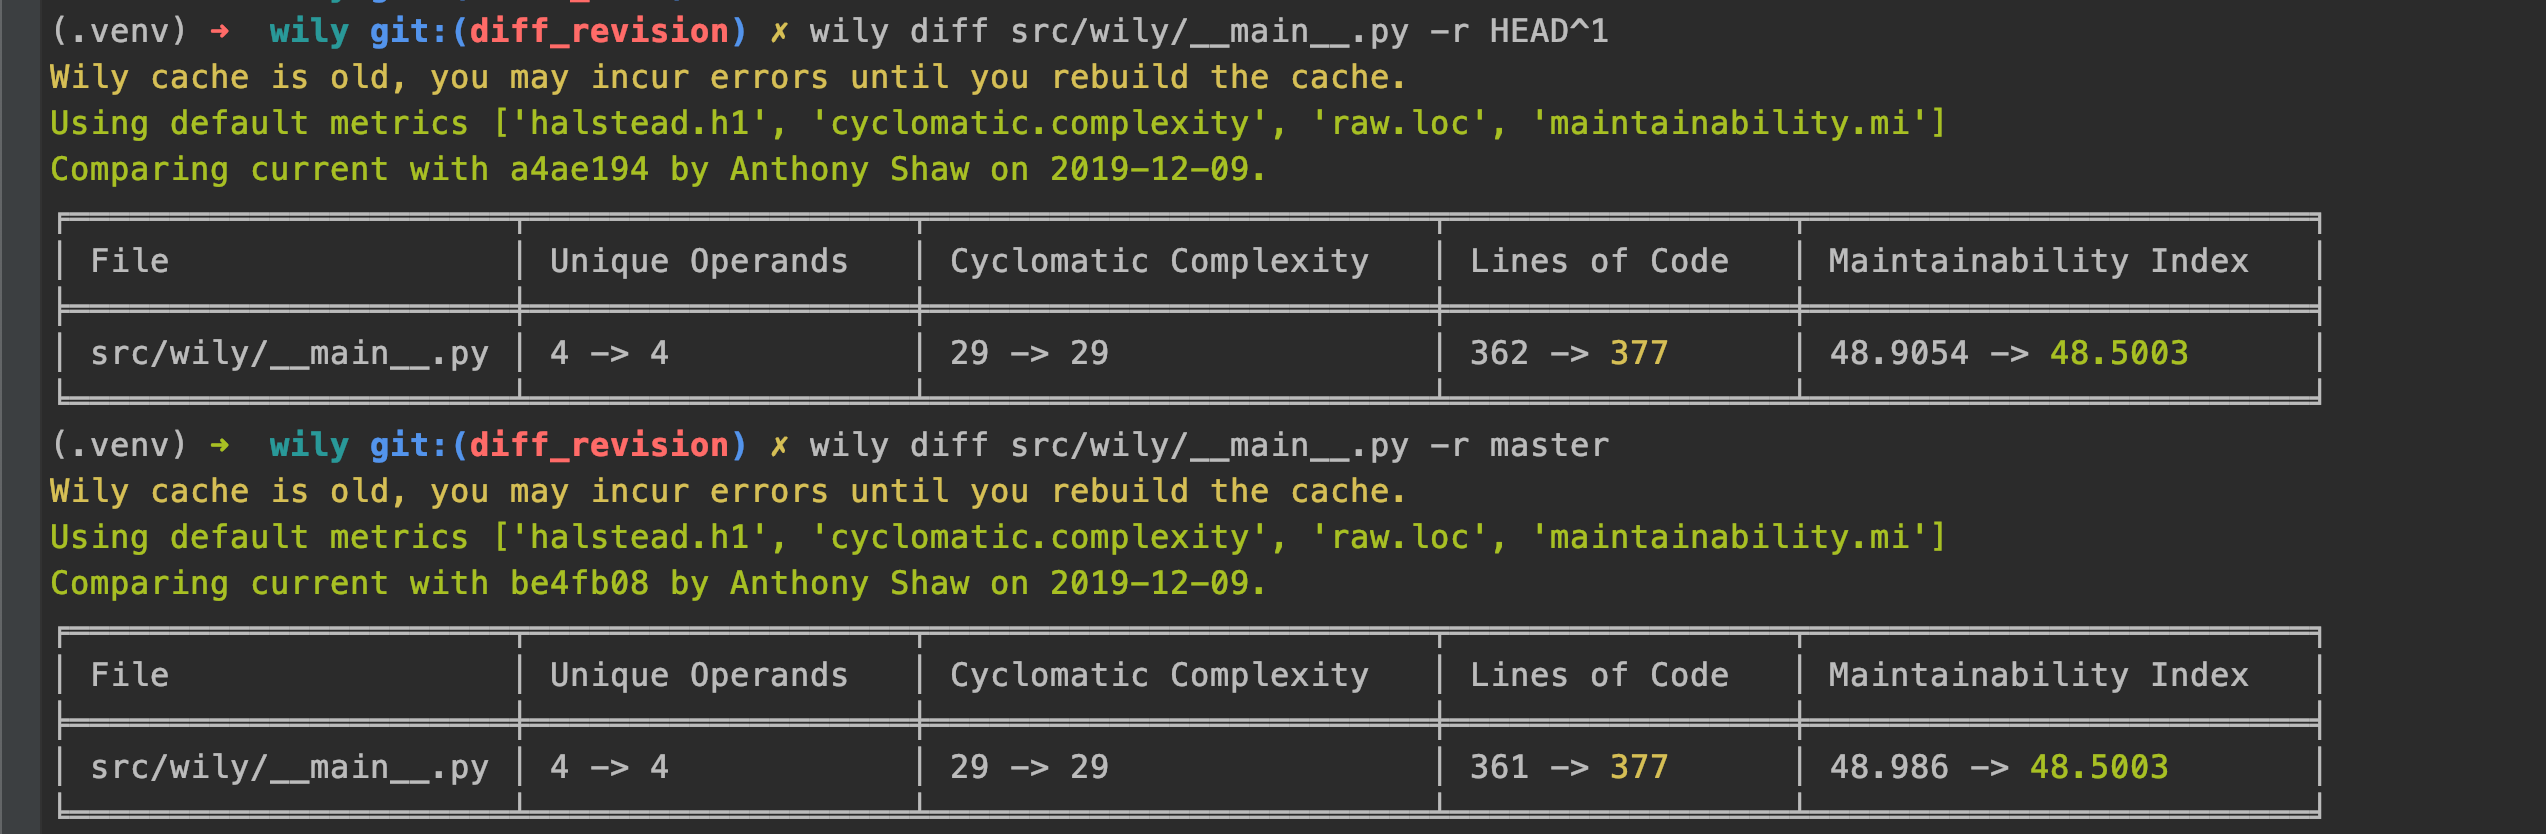 (.venv) ➜  wily git:(diff_revision) ✗ wily diff src/wily/__main__.py -r HEAD^1
Wily cache is old, you may incur errors until you rebuild the cache.
Using default metrics ['halstead.h1', 'cyclomatic.complexity', 'raw.loc', 'maintainability.mi']
Comparing current with a4ae194 by Anthony Shaw on 2019-12-09.
File Unique Operands Cyclomatic Complexity Lines of Code Maintainability Index
src/wily/__main__.py 4 -> 4 29 -> 29 362 -> 377 48.9054 -> 48.5003
(.venv) ➜  wily git:(diff_revision) ✗ wily diff src/wily/__main__.py -r master
Wily cache is old, you may incur errors until you rebuild the cache.
Using default metrics ['halstead.h1', 'cyclomatic.complexity', 'raw.loc', 'maintainability.mi']
Comparing current with be4fb08 by Anthony Shaw on 2019-12-09.
File Unique Operands Cyclomatic Complexity Lines of Code Maintainability Index
src/wily/__main__.py 4 -> 4 29 -> 29 361 -> 377 48.986 -> 48.5003